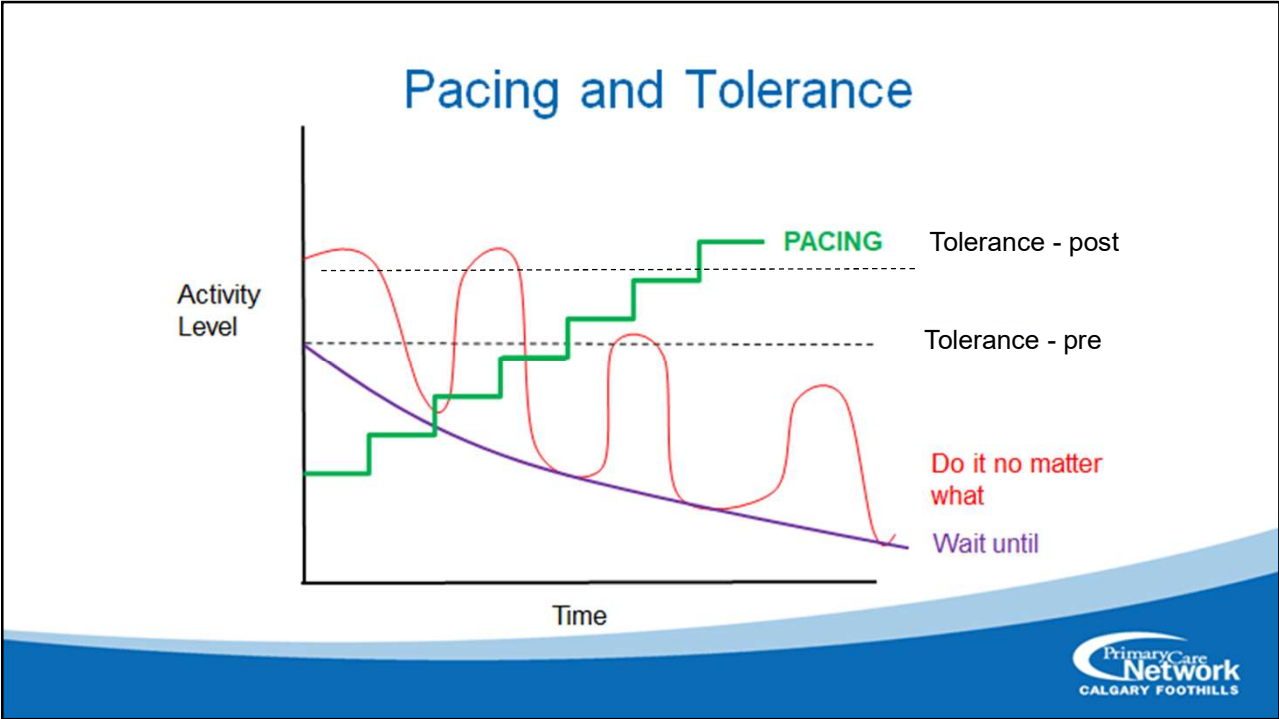 Pacing and Tolerance
PACING
Tolerance - post
Activity
Level
Tolerance - pre
Do it no matter
what
Wait until
Time
PrimaryCare
Network
CALGARY FOOTHILLS